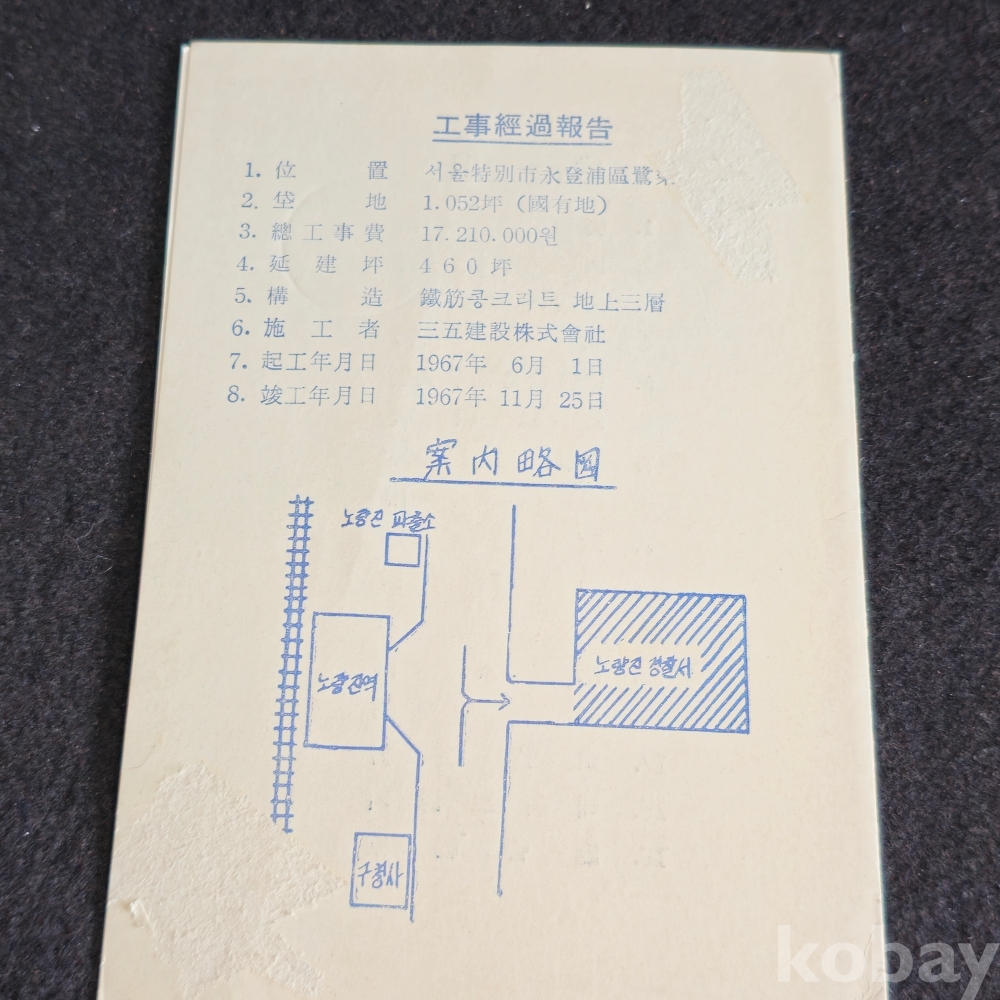 工事經過報告
1. 位 置 서울特別市永登浦區鷺
2. 垈 地 1.052坪 (國有地)
3. 總工事費 17.210.000원
4. 延建坪 460坪
5. 構 造 鐵筋콩크리트 地上三層
6. 施工者 三五建設株式會社
7. 起工年月日 1967年 6月 1日
8. 竣工年月日 1967年 11月 25日
案内略図
노량진 파출소
노량진 경찰서
노량진역
구청사
kobay